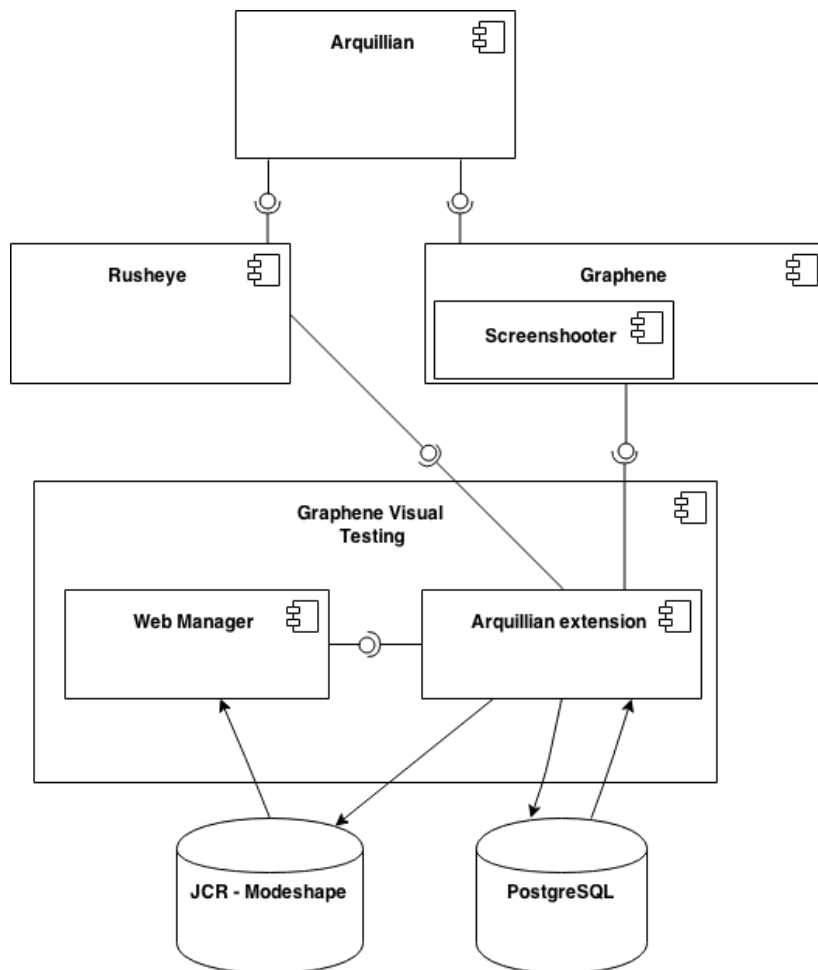 Arquillian
Rusheye
Graphene
Screenshooter
Graphene Visual
Testing
Web Manager
Arquillian extension
JCR - Modeshape
PostgreSQL